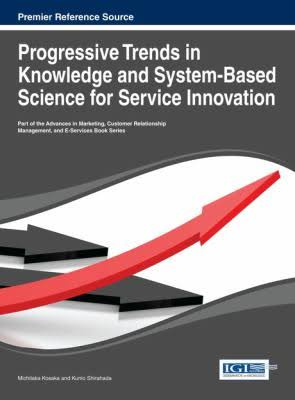 Premier Reference Source
Progressive Trends in
Knowledge and System-Based
Science for Service Innovation
Part of the Advances in Marketing, Customer Relationship
Management, and E-Services Book Series
Michitaka Kosaka and Kunio Shirahada
IGI